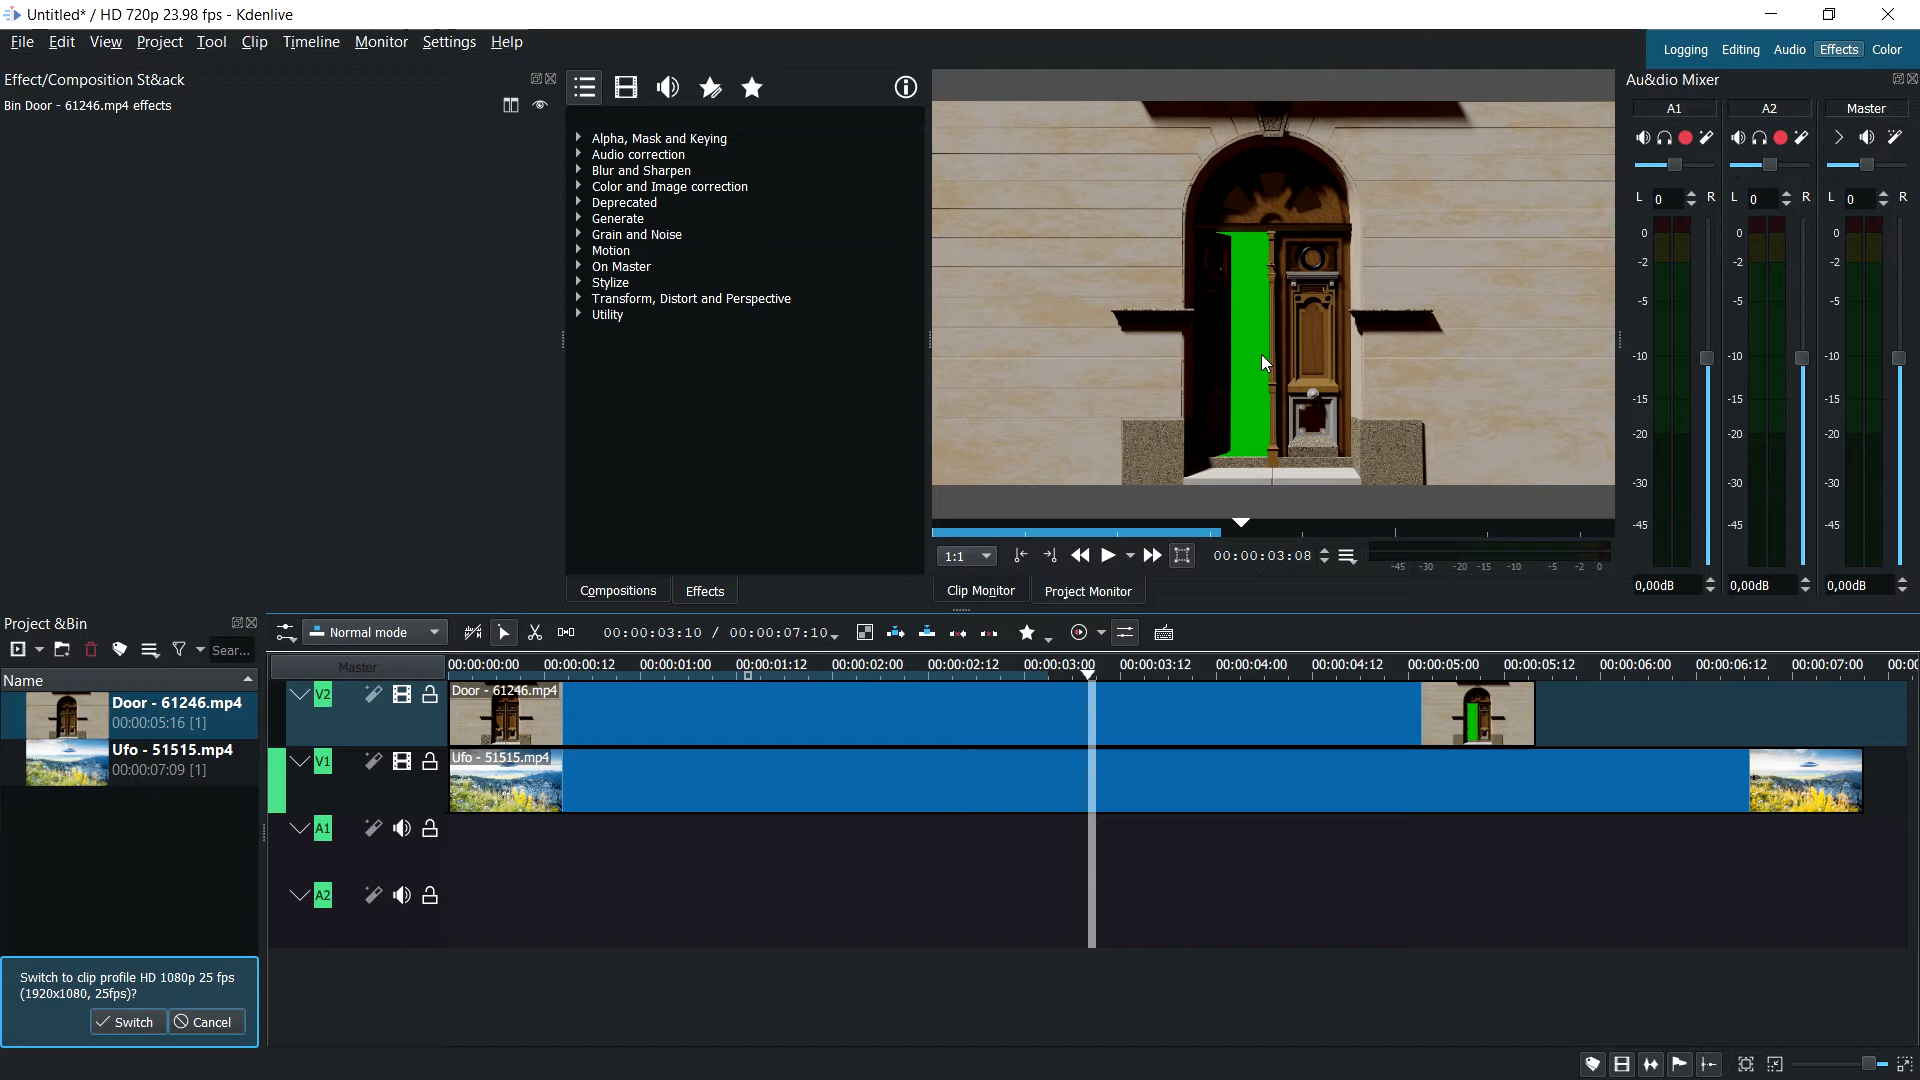 Untitled* / HD 720p 23.98 fps - Kdenlive
File Edit View Project Tool Clip Timeline Monitor Settings Help
Logging Editing Audio Effects Color
Effect/Composition St&ack
Bin Door - 61246.mp4 effects
Alpha, Mask and Keying
Audio correction
Blur and Sharpen
Color and Image correction
Deprecated
Generate
Grain and Noise
Motion
On Master
Stylize
Transform, Distort and Perspective
Utility
Compositions Effects
1:1 00:00:03:08
-45 -30 -20 -15 -10 -5 -2 0
Clip Monitor Project Monitor
Au&dio Mixer
A1 A2 Master
L 0 R L 0 R L 0 R
0 0 0
-2 -2 -2
-5 -5 -5
-10 -10 -10
-15 -15 -15
-20 -20 -20
-30 -30 -30
-45 -45 -45
0,00dB 0,00dB 0,00dB
Project &Bin
Sear...
Name
Door - 61246.mp4
00:00:05:16 [1]
Ufo - 51515.mp4
00:00:07:09 [1]
Switch to clip profile HD 1080p 25 fps
(1920x1080, 25fps)?
Switch Cancel
Normal mode 00:00:03:10 / 00:00:07:10
Master 00:00:00:00 00:00:00:12 00:00:01:00 00:00:01:12 00:00:02:00 00:00:02:12 00:00:03:00 00:00:03:12 00:00:04:00 00:00:04:12 00:00:05:00 00:00:05:12 00:00:06:00 00:00:06:12 00:00:07:00 00:00
V2 Door - 61246.mp4
V1 Ufo - 51515.mp4
A1
A2